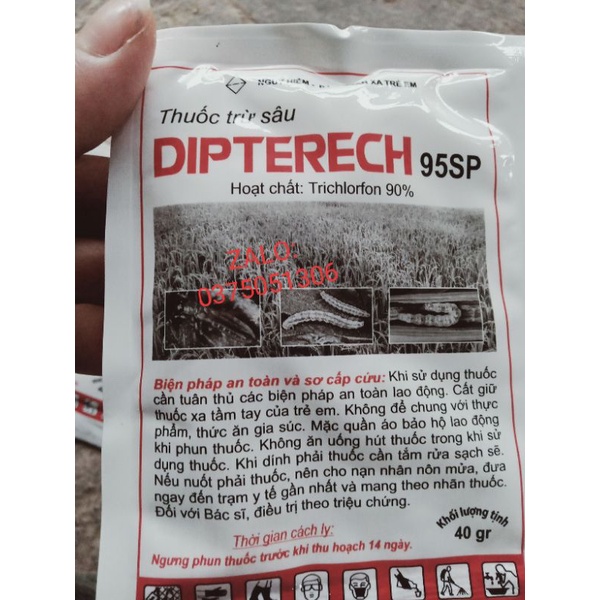 XA TRẺ EM
Thuốc trừ sâu
DIPTERECH 95SP
Hoạt chất: Trichlorfon 90%
ZALO:
0375051306
Biện pháp an toàn và sơ cấp cứu: Khi sử dụng thuốc
cần tuân thủ các biện pháp an toàn lao động. Cất giữ
thuốc xa tầm tay của trẻ em. Không để chung với thực
phẩm, thức ăn gia súc. Mặc quần áo bảo hộ lao động
khi phun thuốc. Không ăn uống hút thuốc trong khi sử
dụng thuốc. Khi dính phải thuốc cần tắm rửa sạch sẽ.
Nếu nuốt phải thuốc, nên cho nạn nhân nôn mửa, đưa
ngay đến trạm y tế gần nhất và mang theo nhãn thuốc.
Đối với Bác sĩ, điều trị theo triệu chứng.
Thời gian cách ly:
Ngưng phun thuốc trước khi thu hoạch 14 ngày.
Khối lượng tịnh
40 gr